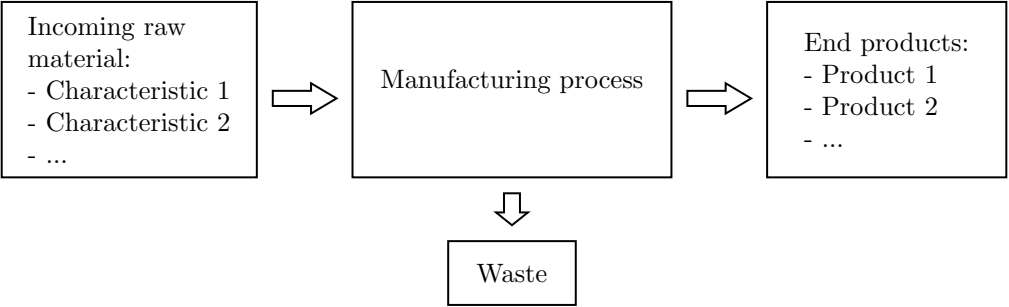 Incoming raw
material:
- Characteristic 1
- Characteristic 2
- ...
Manufacturing process
End products:
- Product 1
- Product 2
- ...
Waste